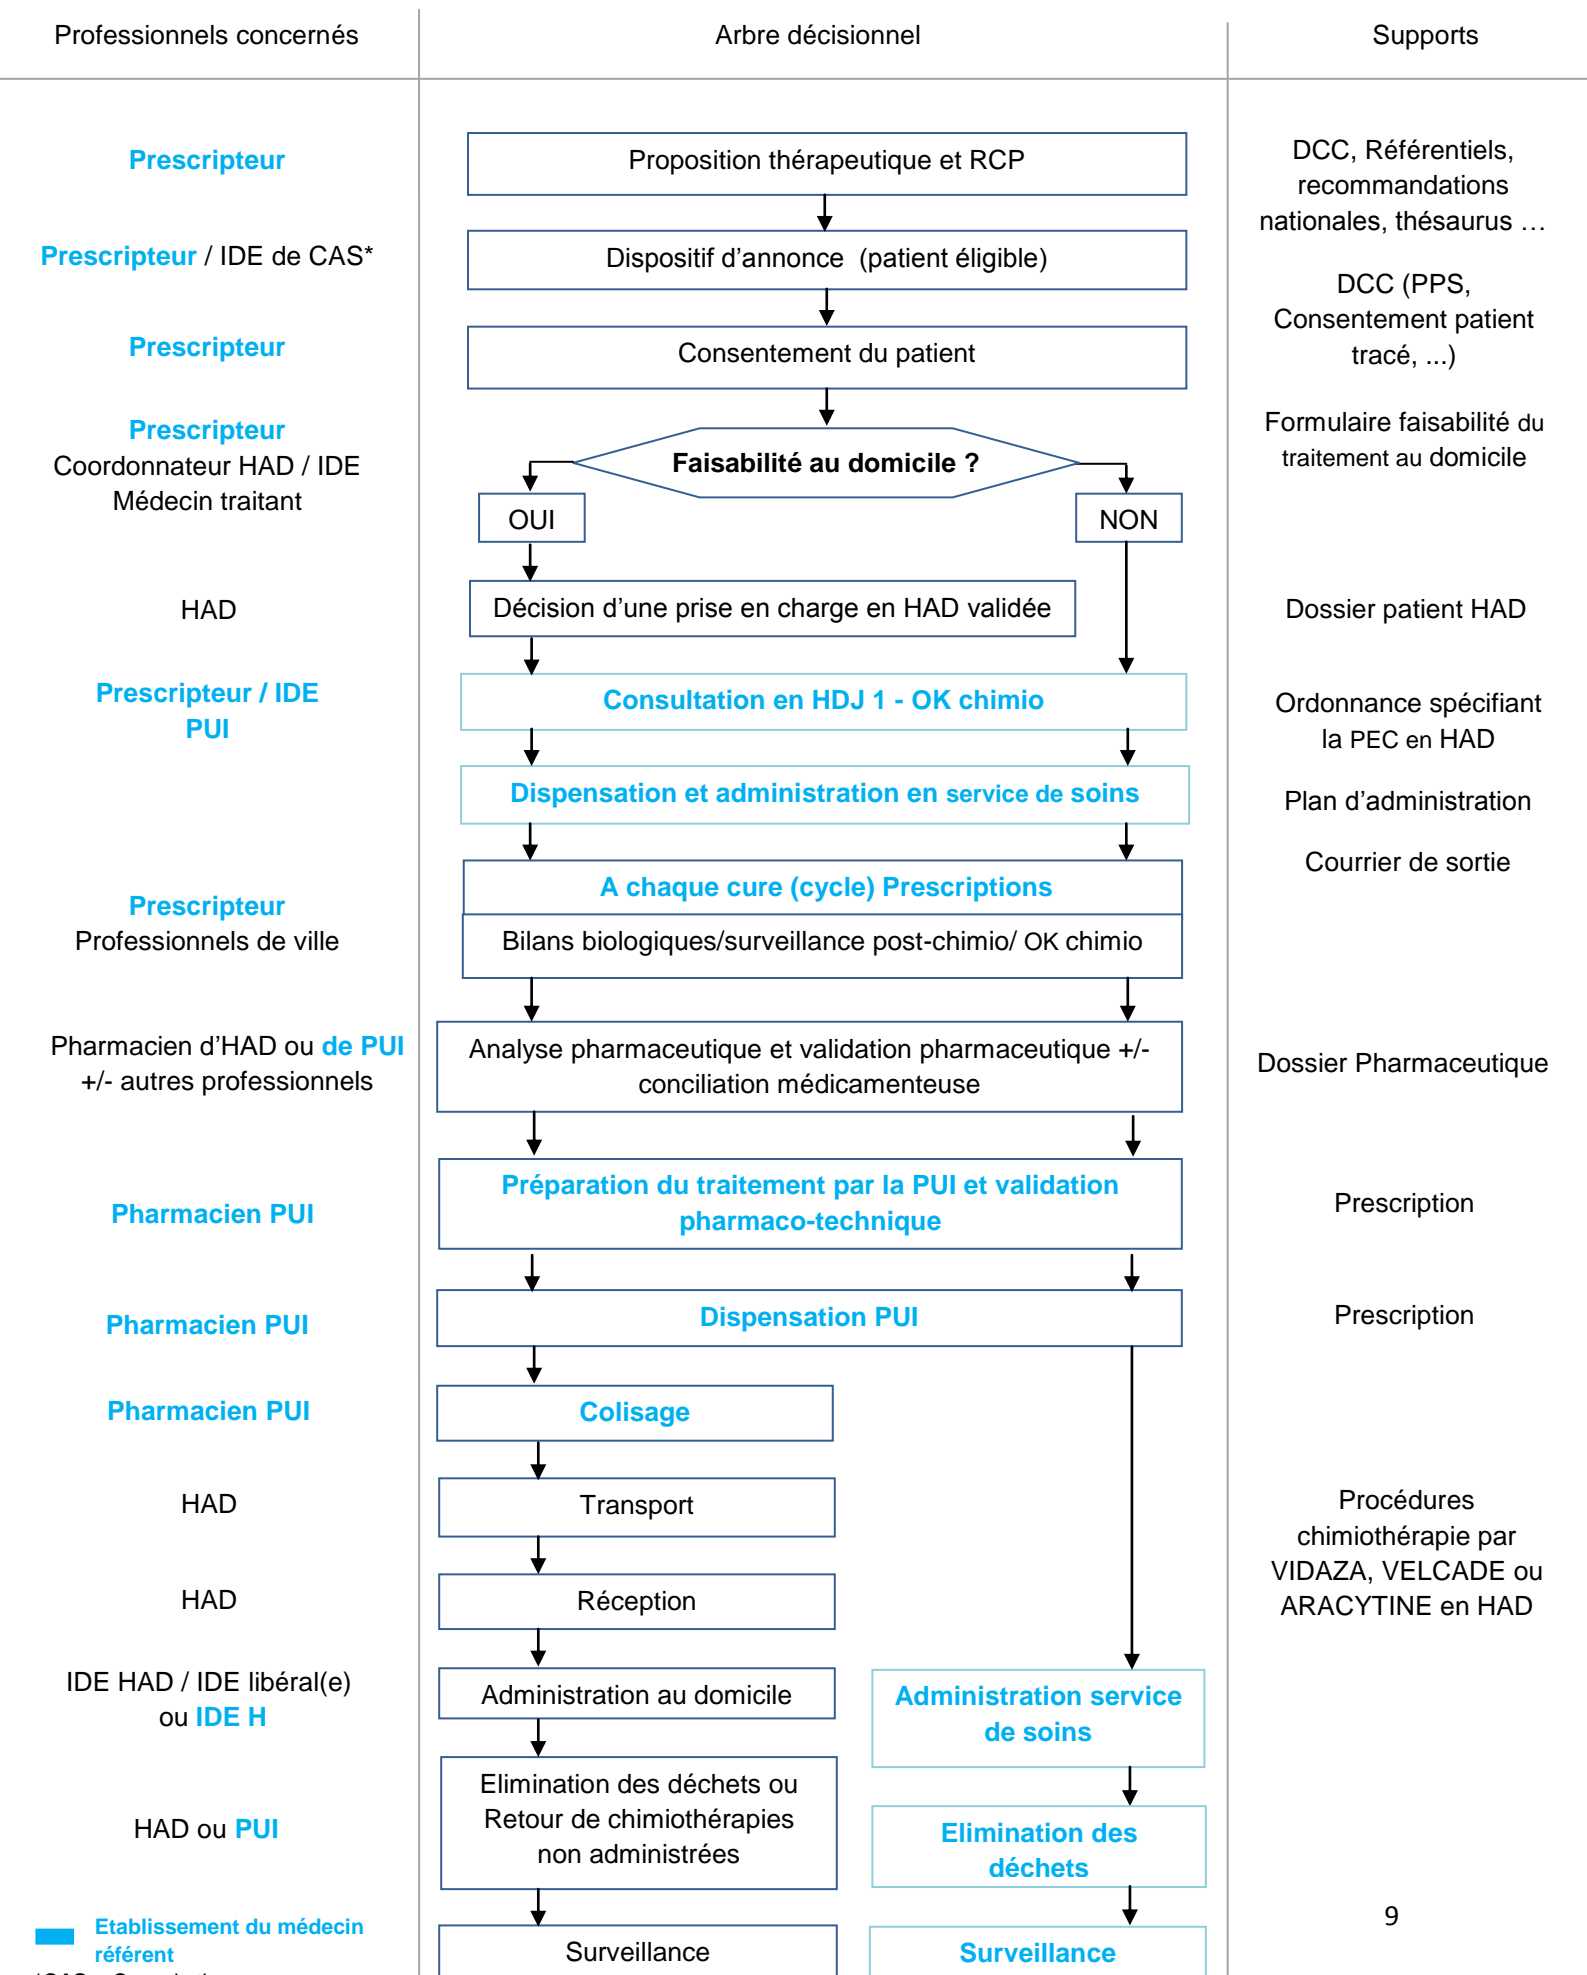 Professionnels concernés
Arbre décisionnel
Supports
Prescripteur
Proposition thérapeutique et RCP
DCC, Référentiels,
recommandations
nationales, thésaurus …
Prescripteur / IDE de CAS*
Dispositif d’annonce (patient éligible)
DCC (PPS,
Consentement patient
tracé, ...)
Prescripteur
Consentement du patient
Prescripteur
Coordonnateur HAD / IDE
Médecin traitant
Faisabilité au domicile ?
Formulaire faisabilité du
traitement au domicile
OUI
NON
HAD
Décision d’une prise en charge en HAD validée
Dossier patient HAD
Prescripteur / IDE
PUI
Consultation en HDJ 1 - OK chimio
Ordonnance spécifiant
la PEC en HAD
Dispensation et administration en service de soins
Plan d’administration
Courrier de sortie
Prescripteur
Professionnels de ville
A chaque cure (cycle) Prescriptions
Bilans biologiques/surveillance post-chimio/ OK chimio
Pharmacien d’HAD ou de PUI
+/- autres professionnels
Analyse pharmaceutique et validation pharmaceutique +/-
conciliation médicamenteuse
Dossier Pharmaceutique
Pharmacien PUI
Préparation du traitement par la PUI et validation
pharmaco-technique
Prescription
Pharmacien PUI
Dispensation PUI
Prescription
Pharmacien PUI
Colisage
HAD
Transport
Procédures
chimiothérapie par
VIDAZA, VELCADE ou
ARACYTINE en HAD
HAD
Réception
IDE HAD / IDE libéral(e)
ou IDE H
Administration au domicile
Administration service
de soins
HAD ou PUI
Elimination des déchets ou
Retour de chimiothérapies
non administrées
Elimination des
déchets
Etablissement du médecin
référent
Surveillance
Surveillance
9